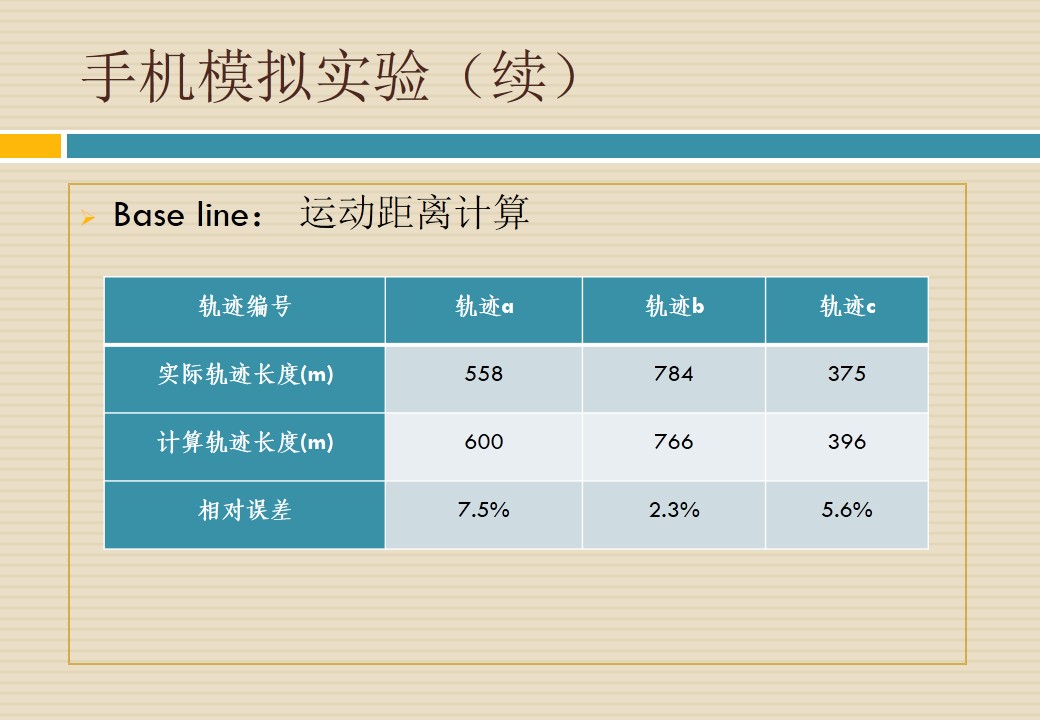 手机模拟实验（续）
Base line： 运动距离计算
轨迹编号 轨迹a 轨迹b 轨迹c
实际轨迹长度(m) 558 784 375
计算轨迹长度(m) 600 766 396
相对误差 7.5% 2.3% 5.6%